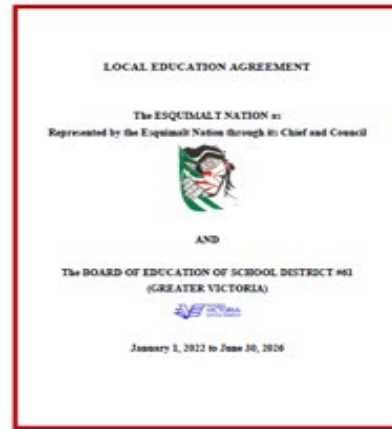 LOCAL EDUCATION AGREEMENT
The ESQUIMALT NATION as
Represented by the Esquimalt Nation through its Chief and Council
AND
The BOARD OF EDUCATION OF SCHOOL DISTRICT #61
(GREATER VICTORIA)
VICTORIA
January 1, 2022 to June 30, 2026